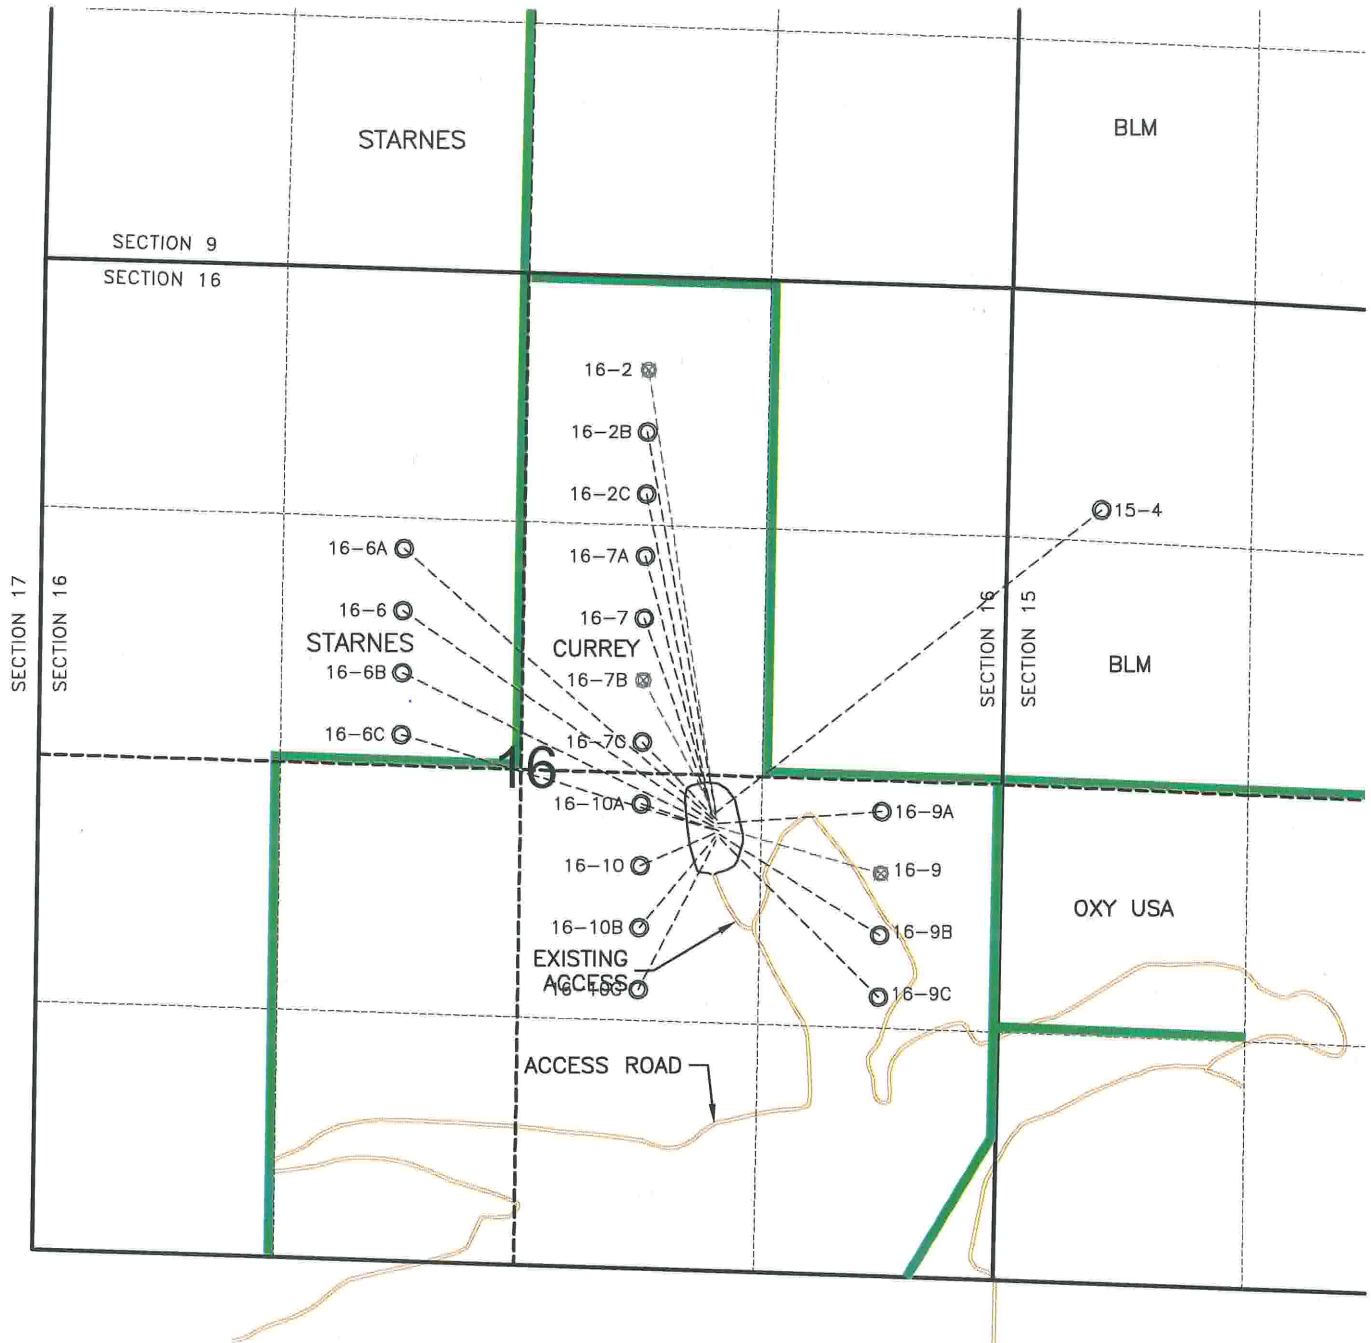 STARNES
BLM
SECTION 9
SECTION 16
16-2
16-2B
16-2C
15-4
16-6A
16-7A
SECTION 17
SECTION 16
16-6
16-7
SECTION 16
SECTION 15
STARNES
CURREY
BLM
16-6B
16-7B
16-6C
16-7C
16
16-10A
16-9A
16-10
16-9
OXY USA
16-10B
16-9B
EXISTING
ACCESS
16-10C
16-9C
ACCESS ROAD